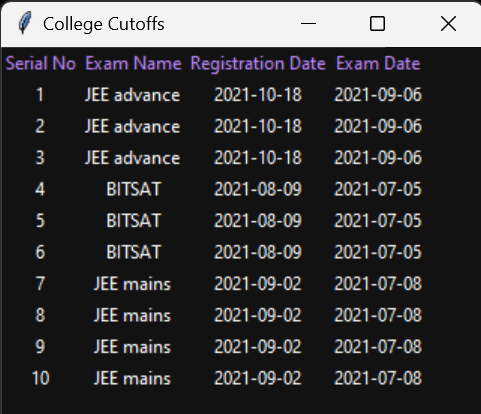 College Cutoffs
Serial No Exam Name Registration Date Exam Date
1 JEE advance 2021-10-18 2021-09-06
2 JEE advance 2021-10-18 2021-09-06
3 JEE advance 2021-10-18 2021-09-06
4 BITSAT 2021-08-09 2021-07-05
5 BITSAT 2021-08-09 2021-07-05
6 BITSAT 2021-08-09 2021-07-05
7 JEE mains 2021-09-02 2021-07-08
8 JEE mains 2021-09-02 2021-07-08
9 JEE mains 2021-09-02 2021-07-08
10 JEE mains 2021-09-02 2021-07-08